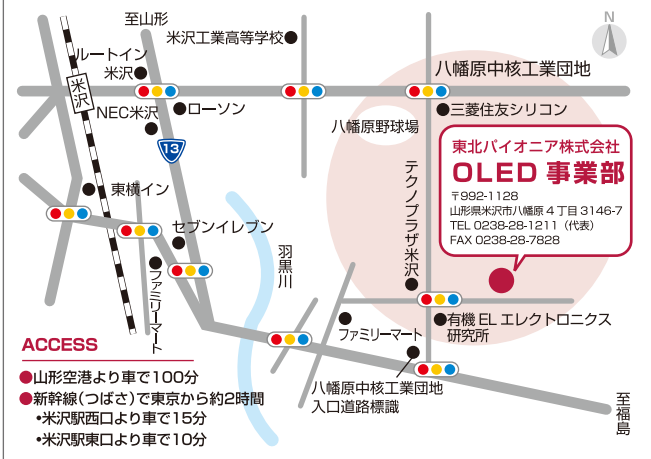 至山形
N
ルートイン
米沢
米沢工業高等学校
八幡原中核工業団地
米沢
NEC米沢
ローソン
三菱住友シリコン
八幡原野球場
13
東北パイオニア株式会社
OLED 事業部
〒992-1128
山形県米沢市八幡原4丁目3146-7
TEL 0238-28-1211（代表）
FAX 0238-28-7828
テクノプラザ米沢
東横イン
セブンイレブン
羽黒川
ファミリーマート
ファミリーマート
有機ELエレクトロニクス
研究所
八幡原中核工業団地
入口道路標識
至福島
ACCESS
●山形空港より車で100分
●新幹線（つばさ）で東京から約2時間
•米沢駅西口より車で15分
•米沢駅東口より車で10分